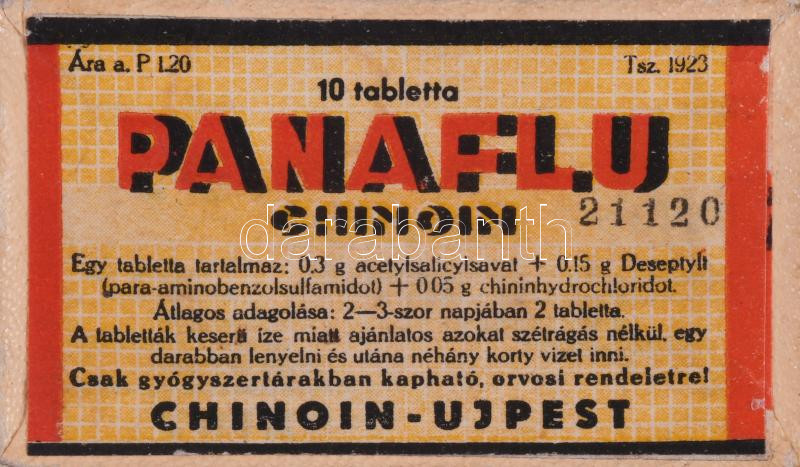 Ára a. P 1.20 Tsz. 1923
10 tabletta
PANAFLU
CHINOIN 21120
darabanth
Egy tabletta tartalmaz: 0.3 g acetylsalicylsavat + 0.15 g Deseptylt
(para-aminobenzolsulfamidot) + 0.05 g chininhydrochloridot.
Átlagos adagolása: 2—3-szor napjában 2 tabletta.
A tabletták keserű íze miatt ajánlatos azokat szétrágás nélkül, egy
darabban lenyelni és utána néhány korty vizet inni.
Csak gyógyszertárakban kapható, orvosi rendeletre!
CHINOIN-UJPEST